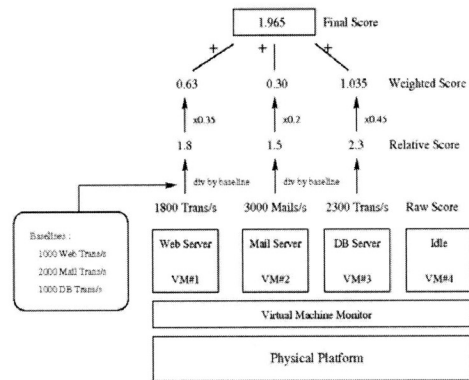 1.965 Final Score
+ + +
0.63 0.30 1.035 Weighted Score
x0.35 x0.2 x0.45
1.8 1.5 2.3 Relative Score
div by baseline div by baseline
1800 Trans/s 3000 Mails/s 2300 Trans/s Raw Score
Baselines :
1000 Web Trans/s
2000 Mail Trans/s
1000 DB Trans/s
Web Server Mail Server DB Server Idle
VM#1 VM#2 VM#3 VM#4
Virtual Machine Monitor
Physical Platform